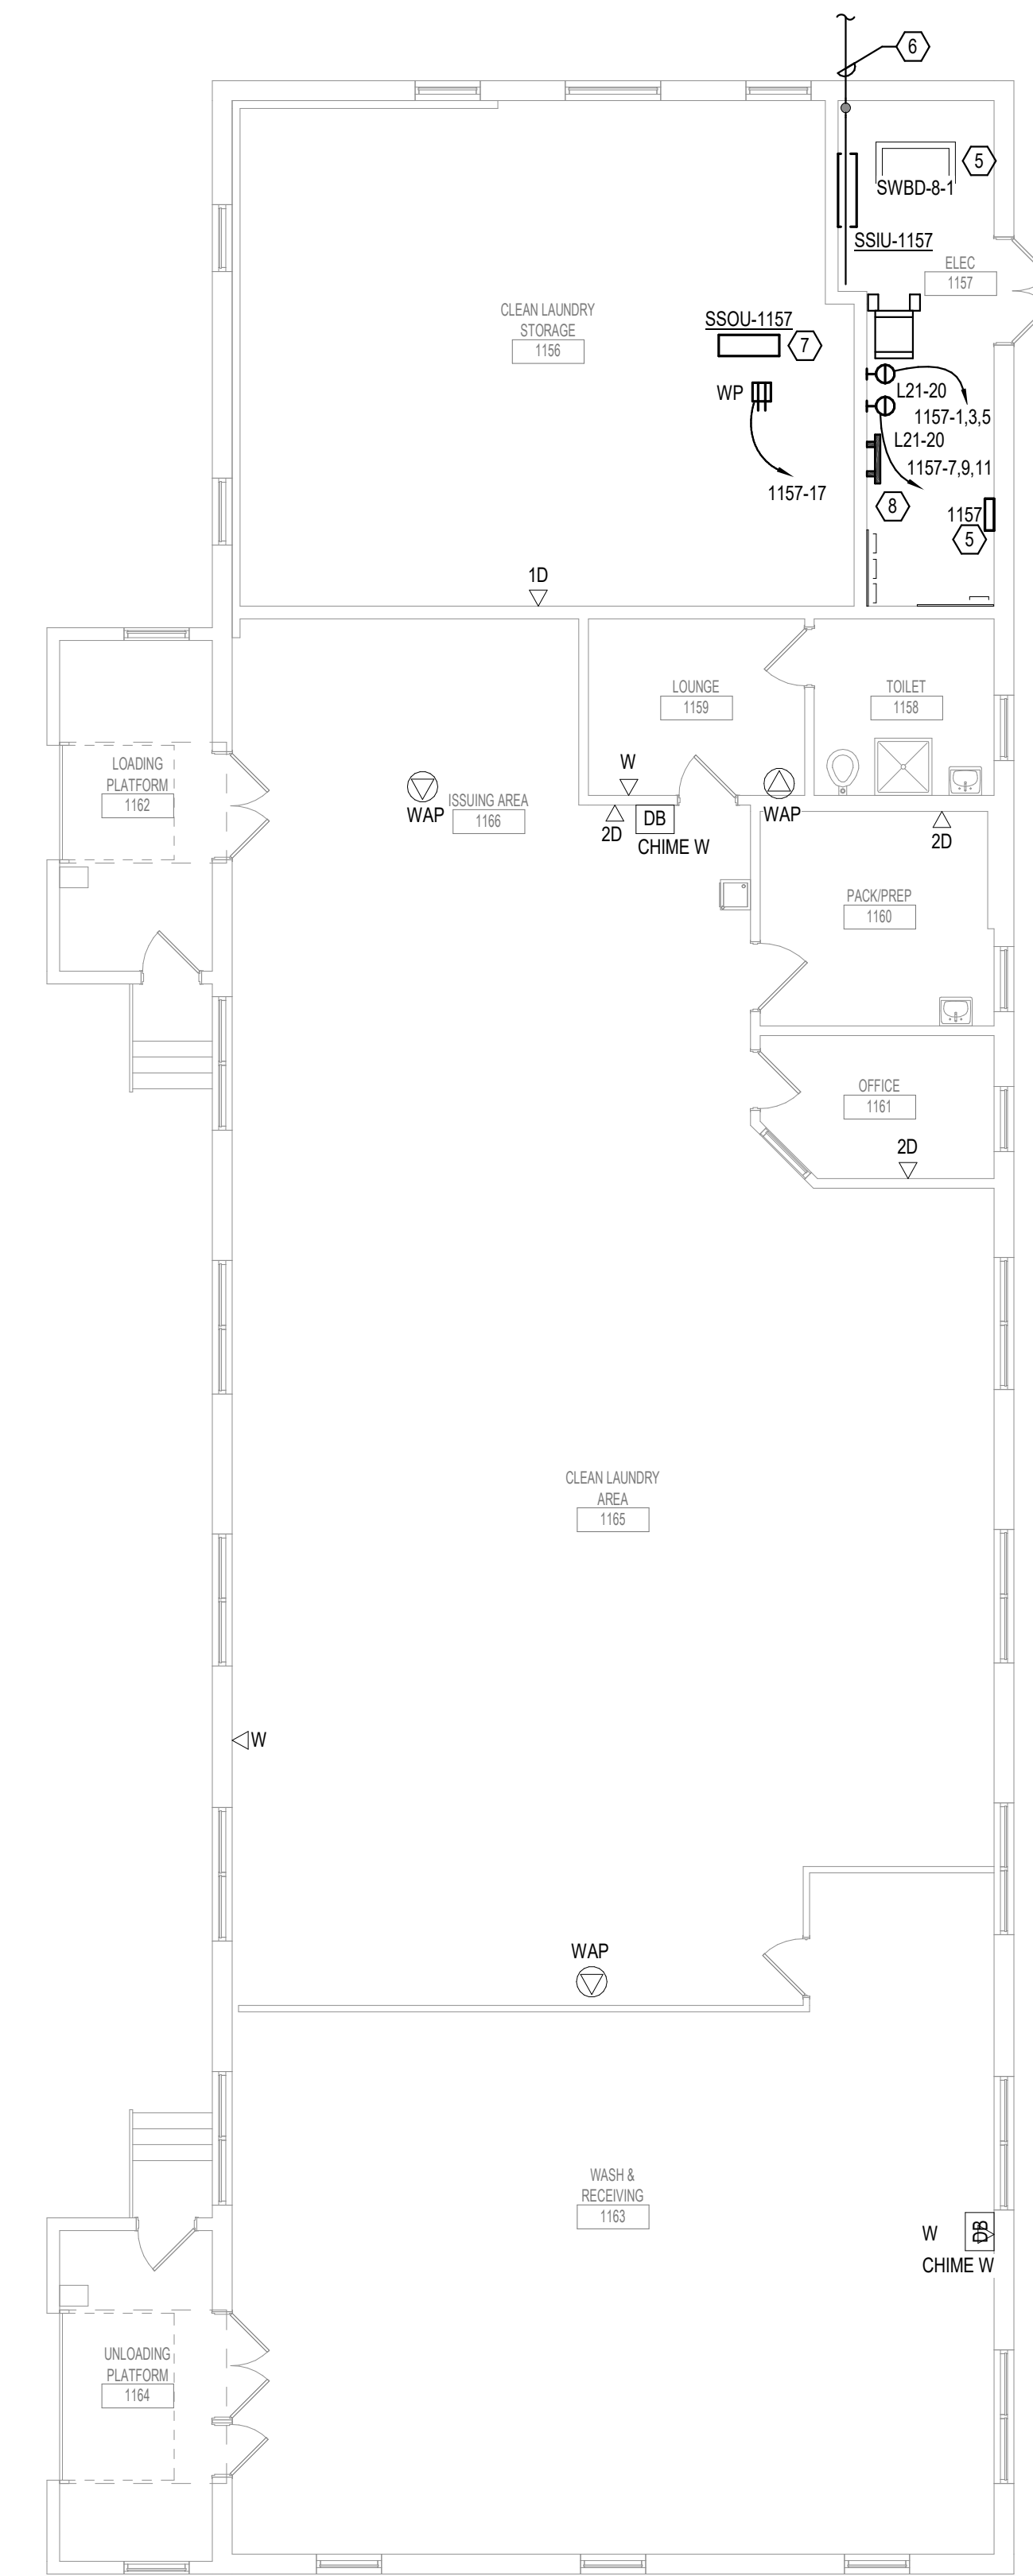 6
5
SWBD-8-1
SSIU-1157
ELEC
1157
CLEAN LAUNDRY
STORAGE
1156
SSOU-1157
7
WP
L21-20
1157-1,3,5
L21-20
1157-7,9,11
1157-17
8
1157
5
1D
LOUNGE
1159
TOILET
1158
LOADING
PLATFORM
1162
WAP
ISSUING AREA
1166
W
2D
DB
CHIME W
WAP
2D
PACK/PREP
1160
OFFICE
1161
2D
CLEAN LAUNDRY
AREA
1165
W
WAP
WASH &
RECEIVING
1163
W
DB
CHIME W
UNLOADING
PLATFORM
1164